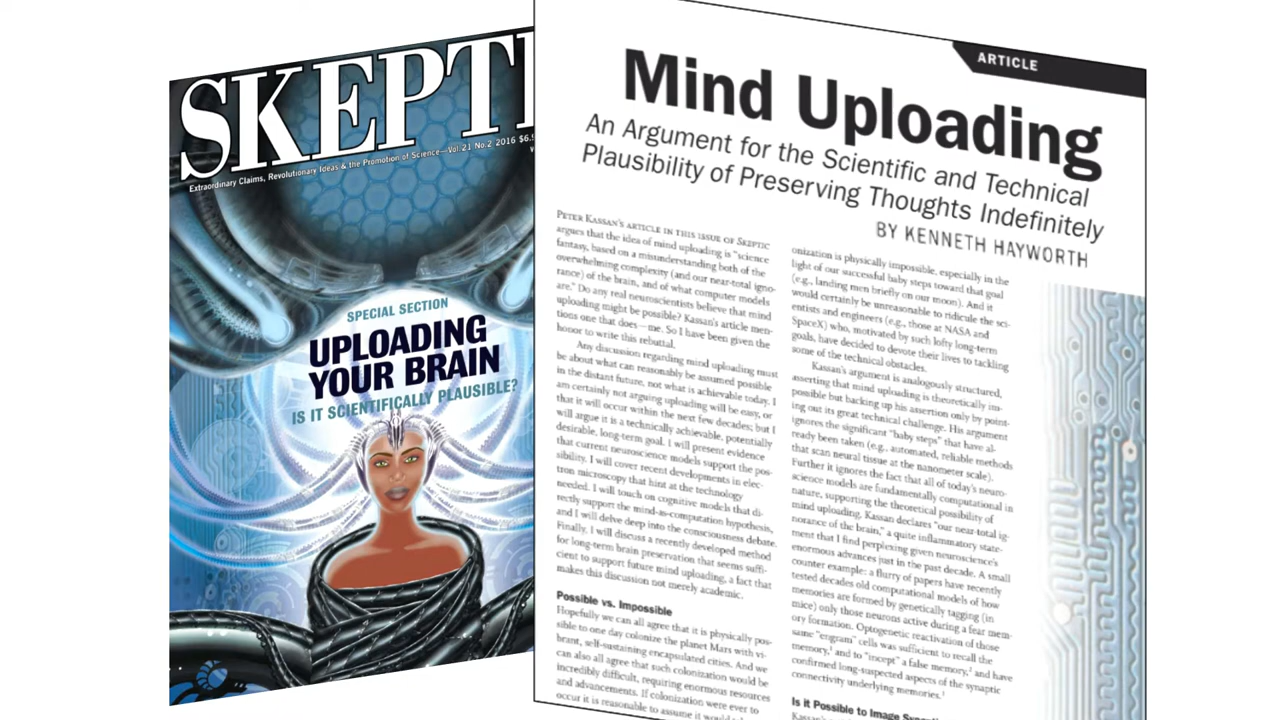 SKEPTI
Extraordinary Claims, Revolutionary Ideas & the Promotion of Science—Vol.21 No.2 2016 $6.
SPECIAL SECTION
UPLOADING
YOUR BRAIN
IS IT SCIENTIFICALLY PLAUSIBLE?
ARTICLE
Mind Uploading
An Argument for the Scientific and Technical
Plausibility of Preserving Thoughts Indefinitely
BY KENNETH HAYWORTH
PETER KASSAN'S ARTICLE IN THIS ISSUE OF SKEPTIC
argues that the idea of mind uploading is "science
fantasy, based on a misunderstanding both of the
overwhelming complexity (and our near-total igno-
rance) of the brain, and of what computer models
are." Do any real neuroscientists believe that mind
uploading might be possible? Kassan's article men-
tions one that does—me. So I have been given the
honor to write this rebuttal.
Any discussion regarding mind uploading must
be about what can reasonably be assumed possible
in the distant future, not what is achievable today. I
am certainly not arguing uploading will be easy, or
that it will occur within the next few decades; but I
will argue it is a technically achievable, potentially
desirable, long-term goal. I will present evidence
that current neuroscience models support the pos-
sibility. I will cover recent developments in elec-
tron microscopy that hint at the technology
needed. I will touch on cognitive models that di-
rectly support the mind-as-computation hypothesis,
and I will delve deep into the consciousness debate.
Finally, I will discuss a recently developed method
for long-term brain preservation that seems suffi-
cient to support future mind uploading, a fact that
makes this discussion not merely academic.
Possible vs. Impossible
Hopefully we can all agree that it is physically pos-
sible to one day colonize the planet Mars with vi-
brant, self-sustaining encapsulated cities. And we
can also all agree that such colonization would be
incredibly difficult, requiring enormous resources
and advancements. If colonization were ever to
occur it is reasonable to assume it would
onization is physically impossible, especially in the
light of our successful baby steps toward that goal
(e.g., landing men briefly on our moon). And it
would certainly be unreasonable to ridicule the sci-
entists and engineers (e.g., those at NASA and
SpaceX) who, motivated by such lofty long-term
goals, have decided to devote their lives to tackling
some of the technical obstacles.
Kassan's argument is analogously structured,
asserting that mind uploading is theoretically im-
possible but backing up his assertion only by point-
ing out its great technical challenge. His argument
ignores the significant "baby steps" that have al-
ready been taken (e.g., automated, reliable methods
that scan neural tissue at the nanometer scale).
Further it ignores the fact that all of today's neuro-
science models are fundamentally computational in
nature, supporting the theoretical possibility of
mind uploading. Kassan declares "our near-total ig-
norance of the brain," a quite inflammatory state-
ment that I find perplexing given neuroscience's
enormous advances just in the past decade. A small
counter example: a flurry of papers have recently
tested decades old computational models of how
memories are formed by genetically tagging (in
mice) only those neurons active during a fear mem-
ory formation. Optogenetic reactivation of those
same "engram" cells was sufficient to recall the
memory,¹ and to "incept" a false memory,² and have
confirmed long-suspected aspects of the synaptic
connectivity underlying memories.³
Is it Possible to Image